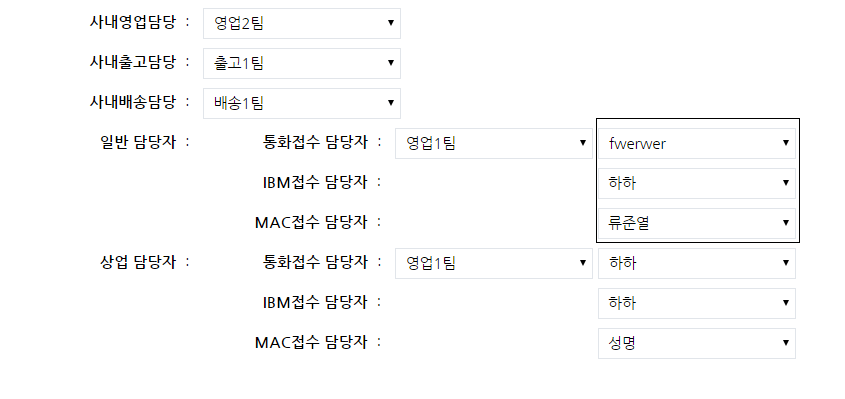 사내영업담당 : 영업2팀
사내출고담당 : 출고1팀
사내배송담당 : 배송1팀
일반 담당자 : 통화접수 담당자 : 영업1팀 fwerwer
IBM접수 담당자 : 하하
MAC접수 담당자 : 류준열
상업 담당자 : 통화접수 담당자 : 영업1팀 하하
IBM접수 담당자 : 하하
MAC접수 담당자 : 성명